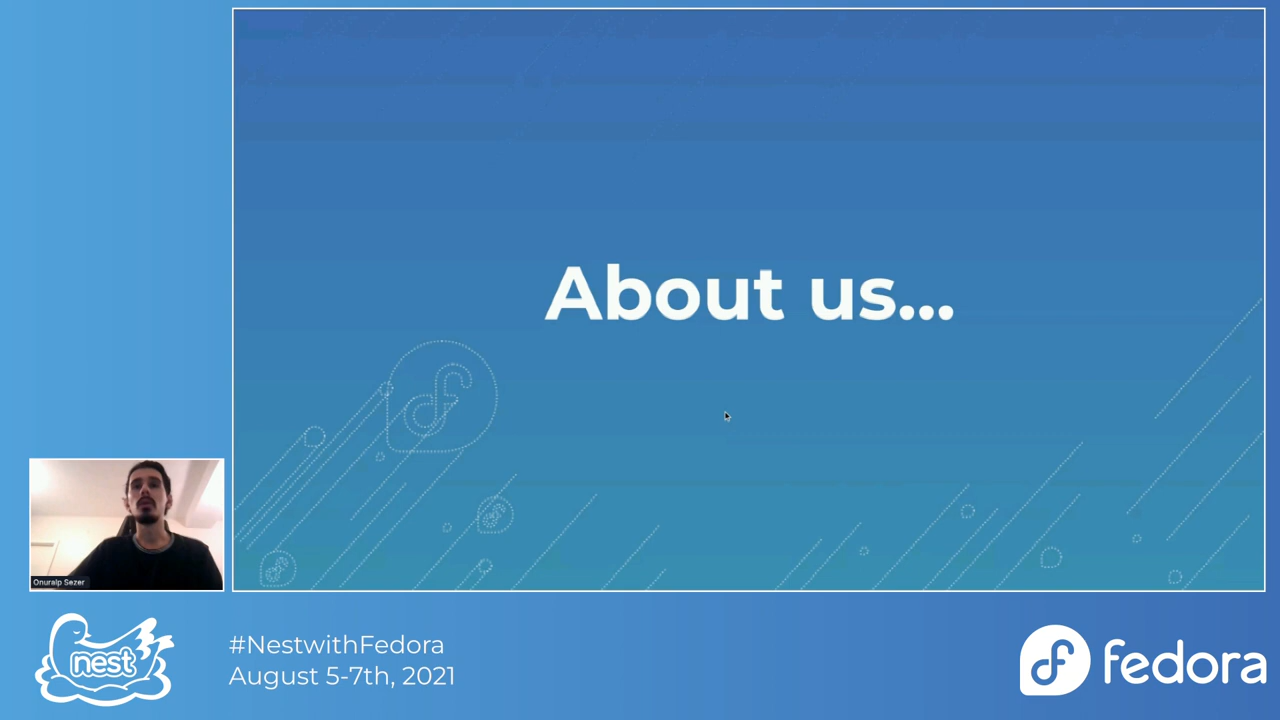 About us...
Onuralp Sezer
nest
#NestwithFedora
August 5-7th, 2021
fedora